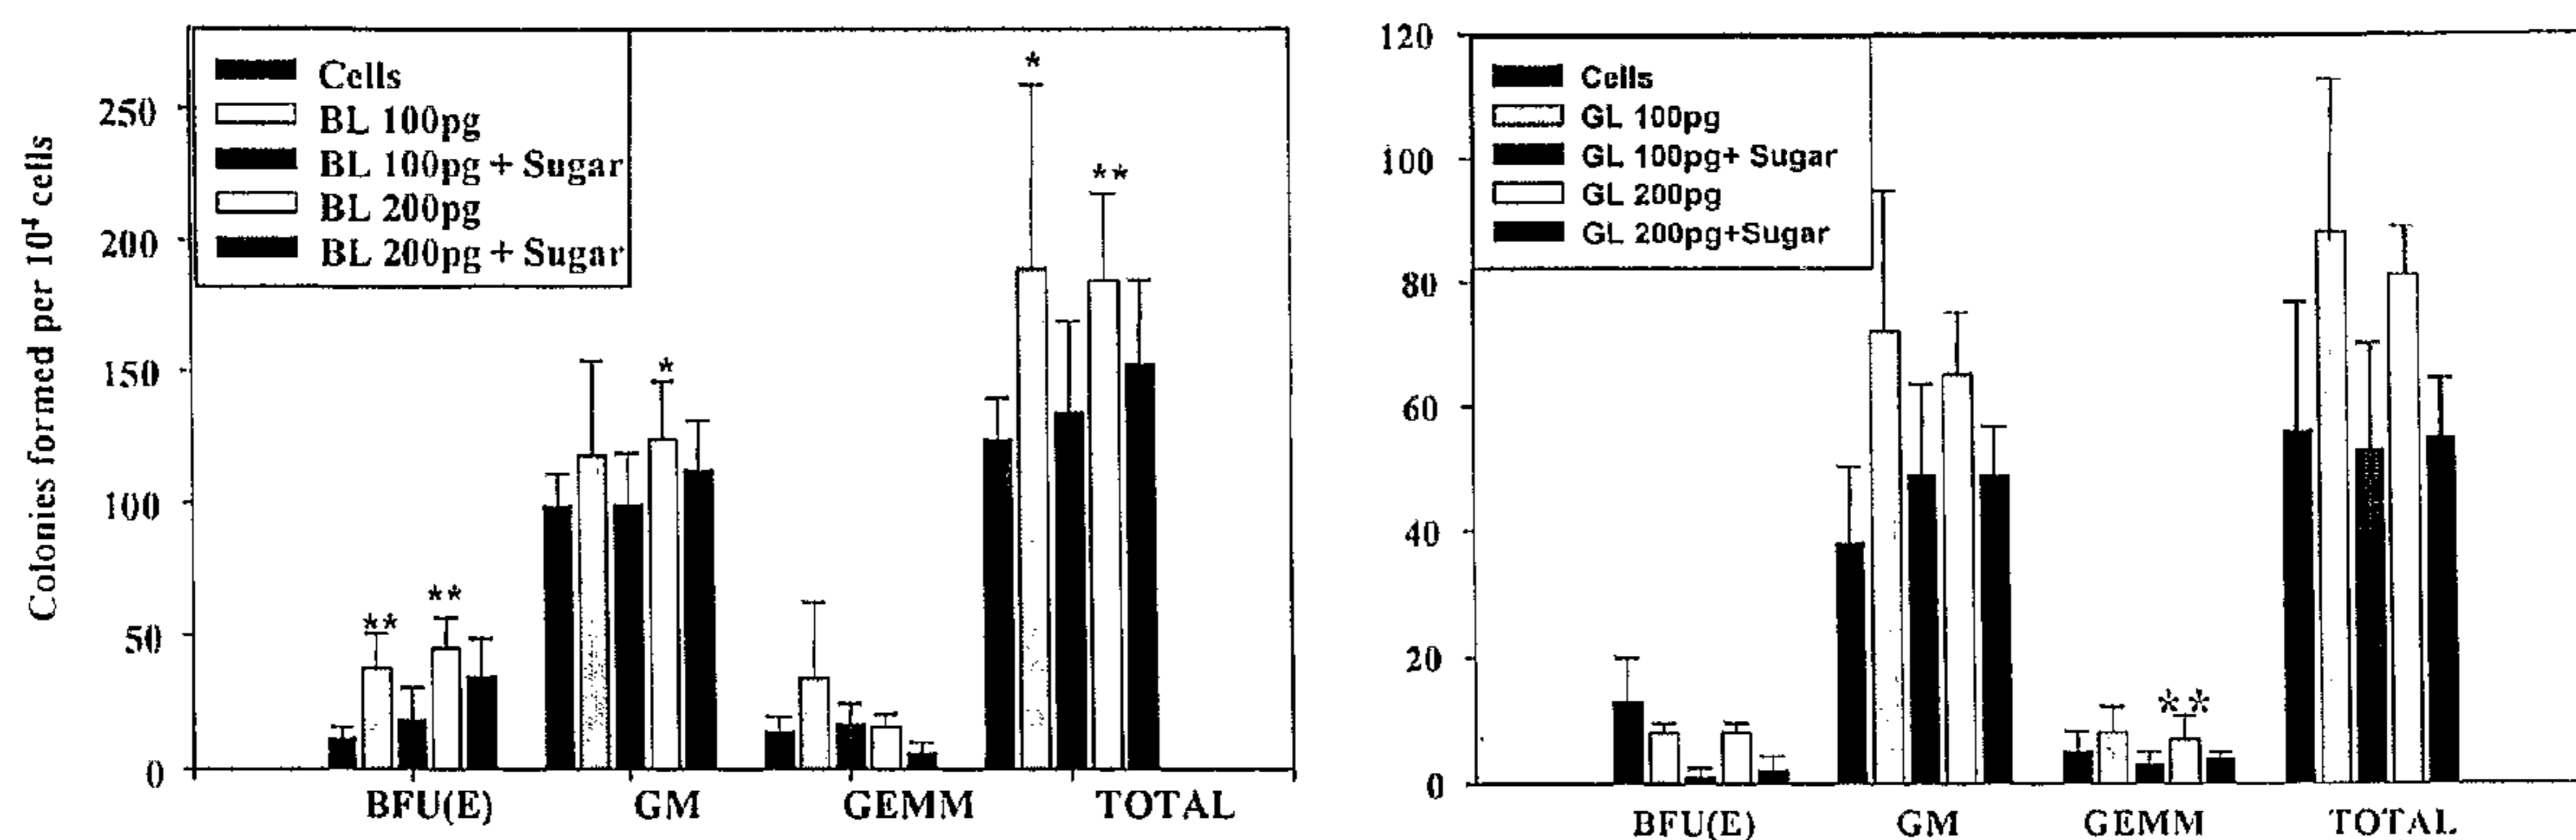 Colonies formed per 10⁴ cells
250
200
150
100
50
0
Cells
BL 100pg
BL 100pg + Sugar
BL 200pg
BL 200pg + Sugar
*
**
*
**
**
BFU(E) GM GEMM TOTAL
120
100
80
60
40
20
0
Cells
GL 100pg
GL 100pg+ Sugar
GL 200pg
GL 200pg+Sugar
**
BFU(E) GM GEMM TOTAL